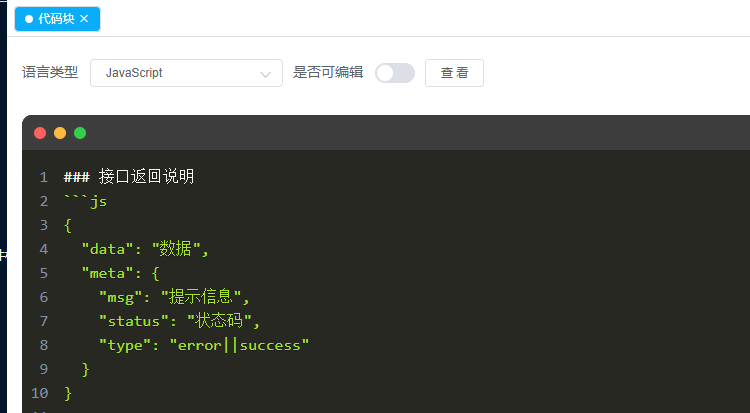 代码块 ×
语言类型 JavaScript 是否可编辑 查看
1 ### 接口返回说明
2 ```js
3 {
4 "data": "数据",
5 "meta": {
6 "msg": "提示信息",
7 "status": "状态码",
8 "type": "error||success"
9 }
10 }